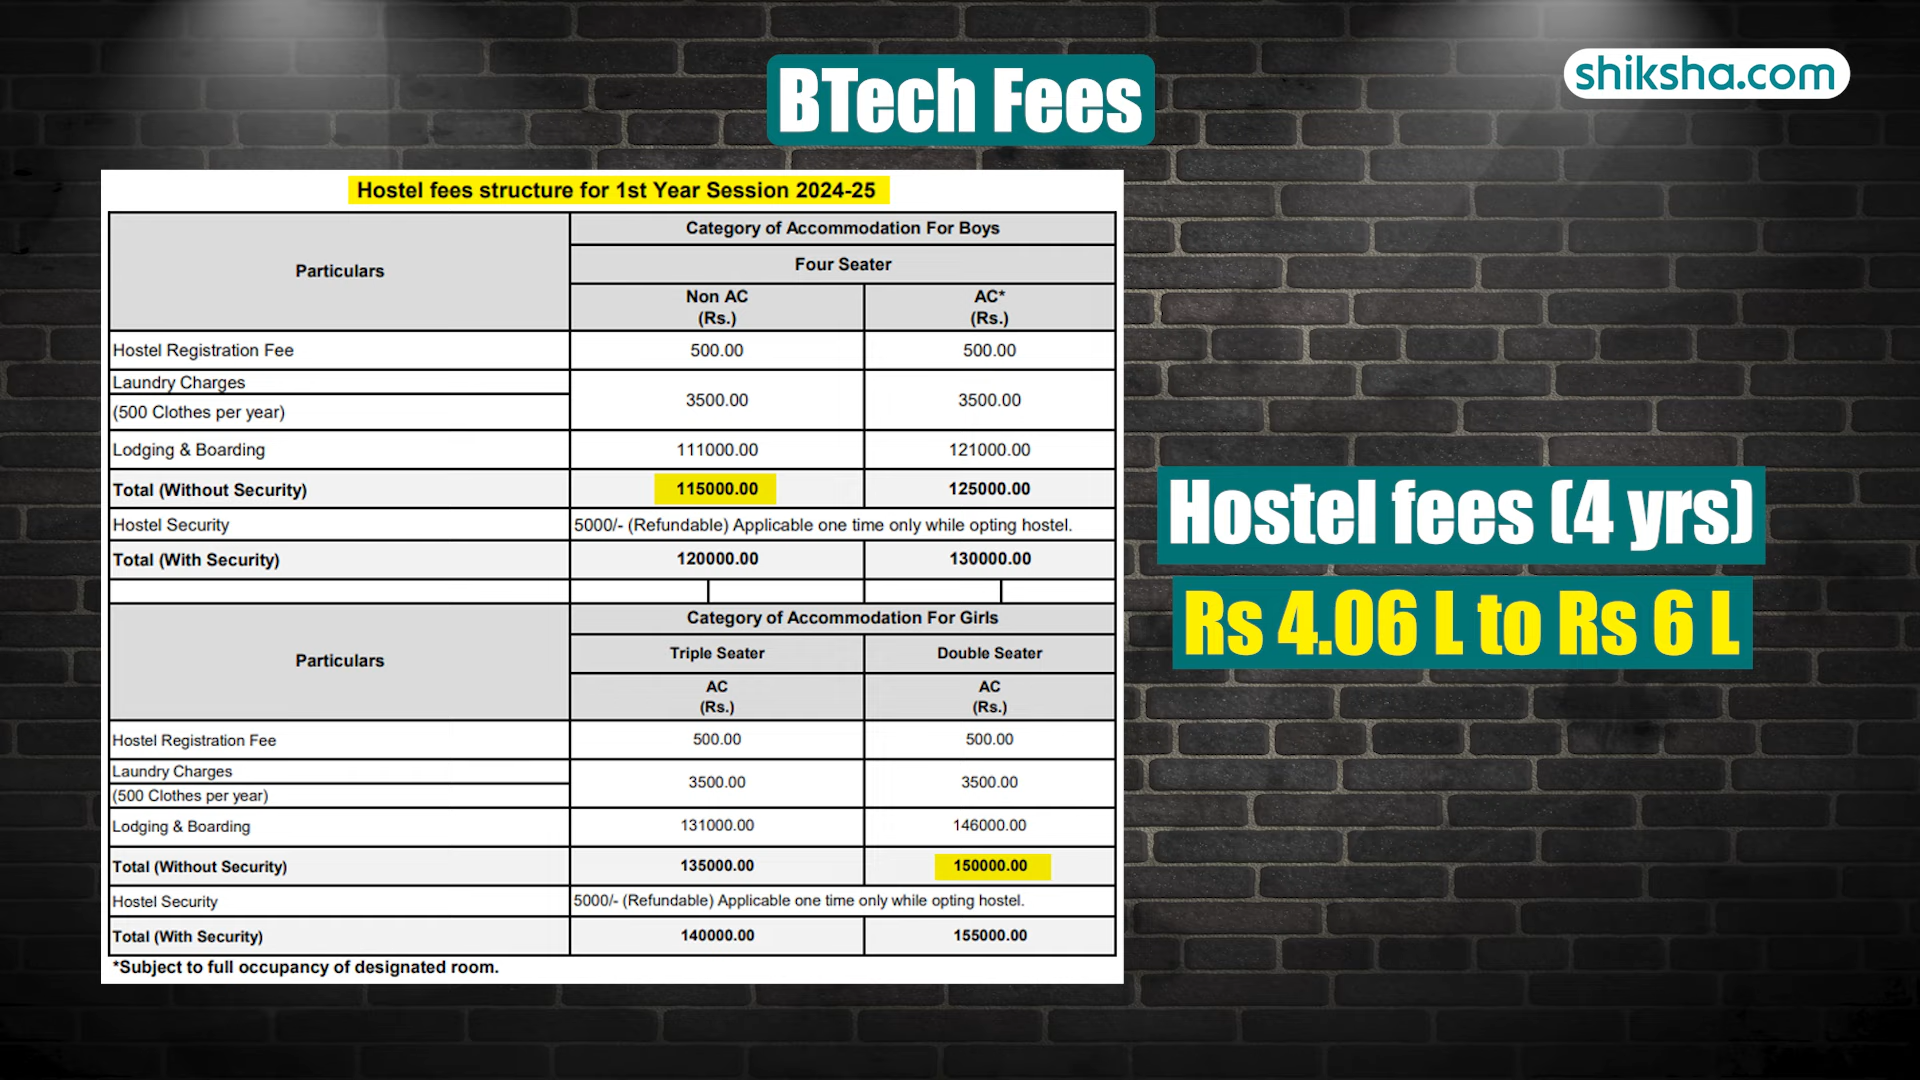 BTech Fees
shiksha.com
Hostel fees structure for 1st Year Session 2024-25
Particulars
Category of Accommodation For Boys
Four Seater
Non AC (Rs.)
AC* (Rs.)
Hostel Registration Fee 500.00 500.00
Laundry Charges
(500 Clothes per year)
3500.00 3500.00
Lodging & Boarding 111000.00 121000.00
Total (Without Security) 115000.00 125000.00
Hostel Security 5000/- (Refundable) Applicable one time only while opting hostel.
Total (With Security) 120000.00 130000.00
Particulars
Category of Accommodation For Girls
Triple Seater Double Seater
AC (Rs.)
AC (Rs.)
Hostel Registration Fee 500.00 500.00
Laundry Charges
(500 Clothes per year)
3500.00 3500.00
Lodging & Boarding 131000.00 146000.00
Total (Without Security) 135000.00 150000.00
Hostel Security 5000/- (Refundable) Applicable one time only while opting hostel.
Total (With Security) 140000.00 155000.00
*Subject to full occupancy of designated room.
Hostel fees (4 yrs)
Rs 4.06 L to Rs 6 L